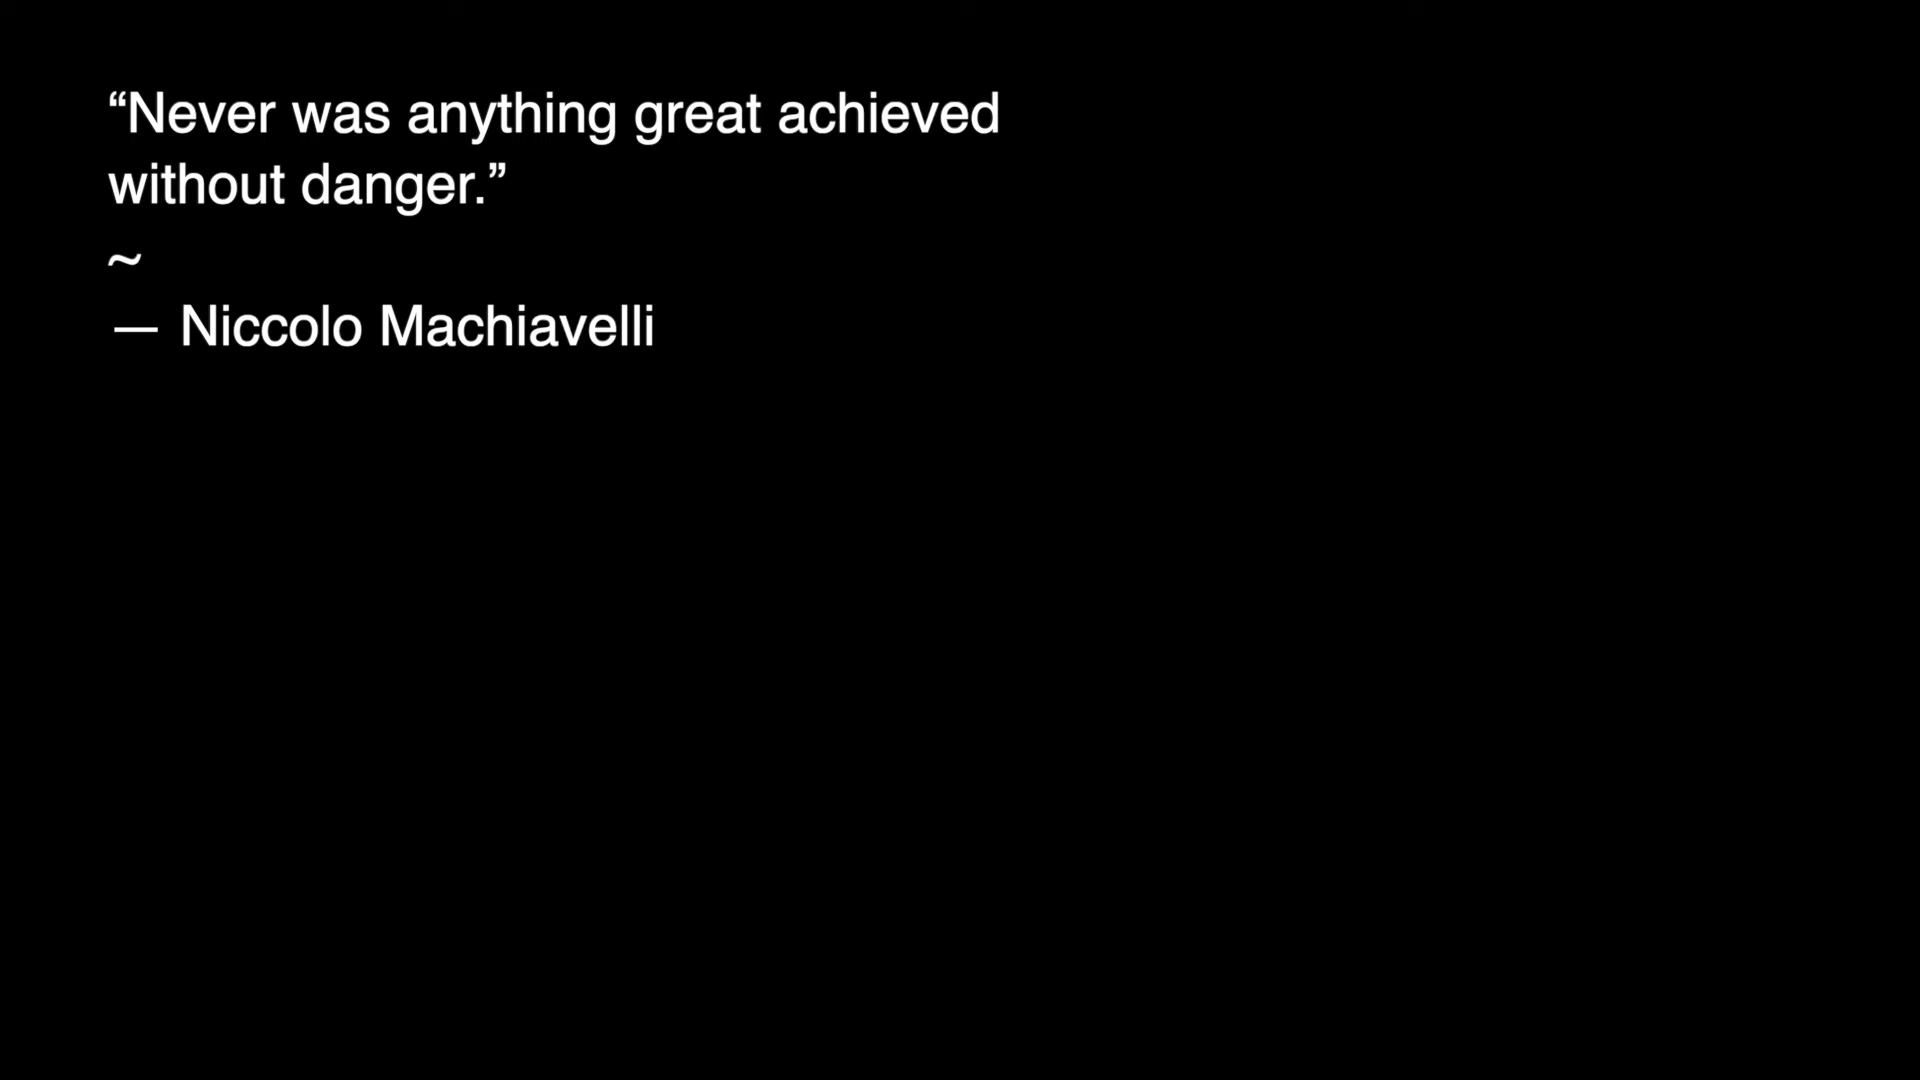 “Never was anything great achieved
without danger.”
~
— Niccolo Machiavelli